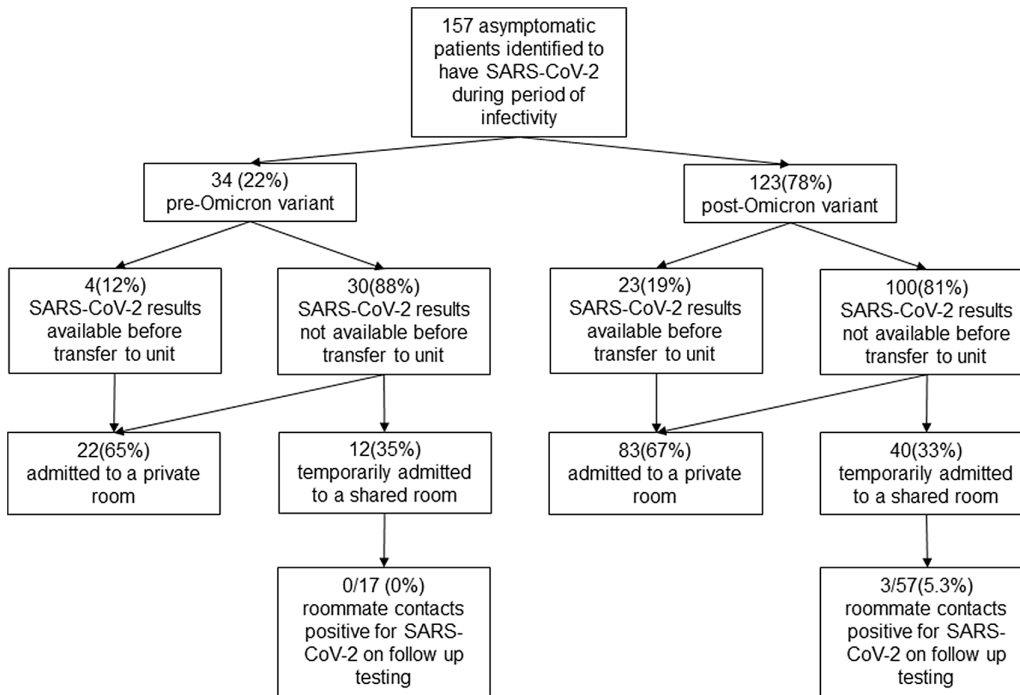 157 asymptomatic
patients identified to
have SARS-CoV-2
during period of
infectivity
34 (22%)
pre-Omicron variant
123(78%)
post-Omicron variant
4(12%)
SARS-CoV-2 results
available before
transfer to unit
30(88%)
SARS-CoV-2 results
not available before
transfer to unit
23(19%)
SARS-CoV-2 results
available before
transfer to unit
100(81%)
SARS-CoV-2 results
not available before
transfer to unit
22(65%)
admitted to a private
room
12(35%)
temporarily admitted
to a shared room
83(67%)
admitted to a private
room
40(33%)
temporarily admitted
to a shared room
0/17 (0%)
roommate contacts
positive for SARS-
CoV-2 on follow up
testing
3/57(5.3%)
roommate contacts
positive for SARS-
CoV-2 on follow up
testing